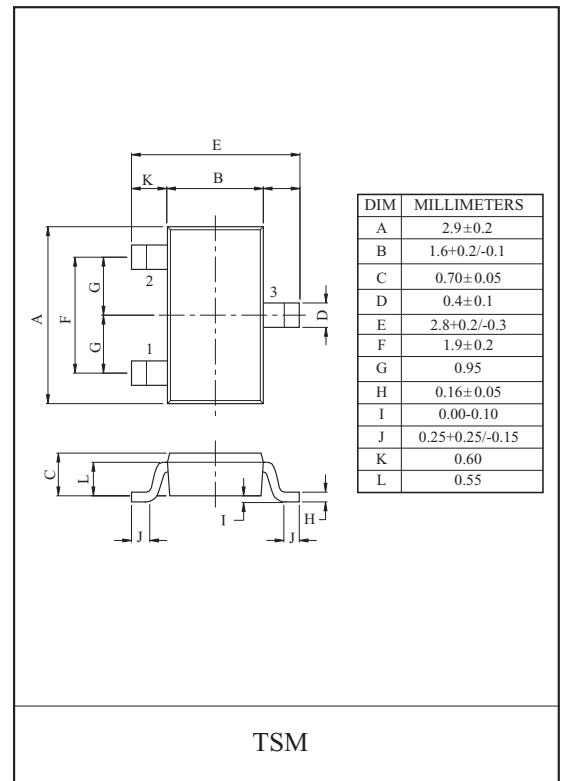 E
K
B
2
3
G
A
F
D
G
1
C
L
I
H
J
J
DIM MILLIMETERS
A 2.9±0.2
B 1.6+0.2/-0.1
C 0.70±0.05
D 0.4±0.1
E 2.8+0.2/-0.3
F 1.9±0.2
G 0.95
H 0.16±0.05
I 0.00-0.10
J 0.25+0.25/-0.15
K 0.60
L 0.55
TSM